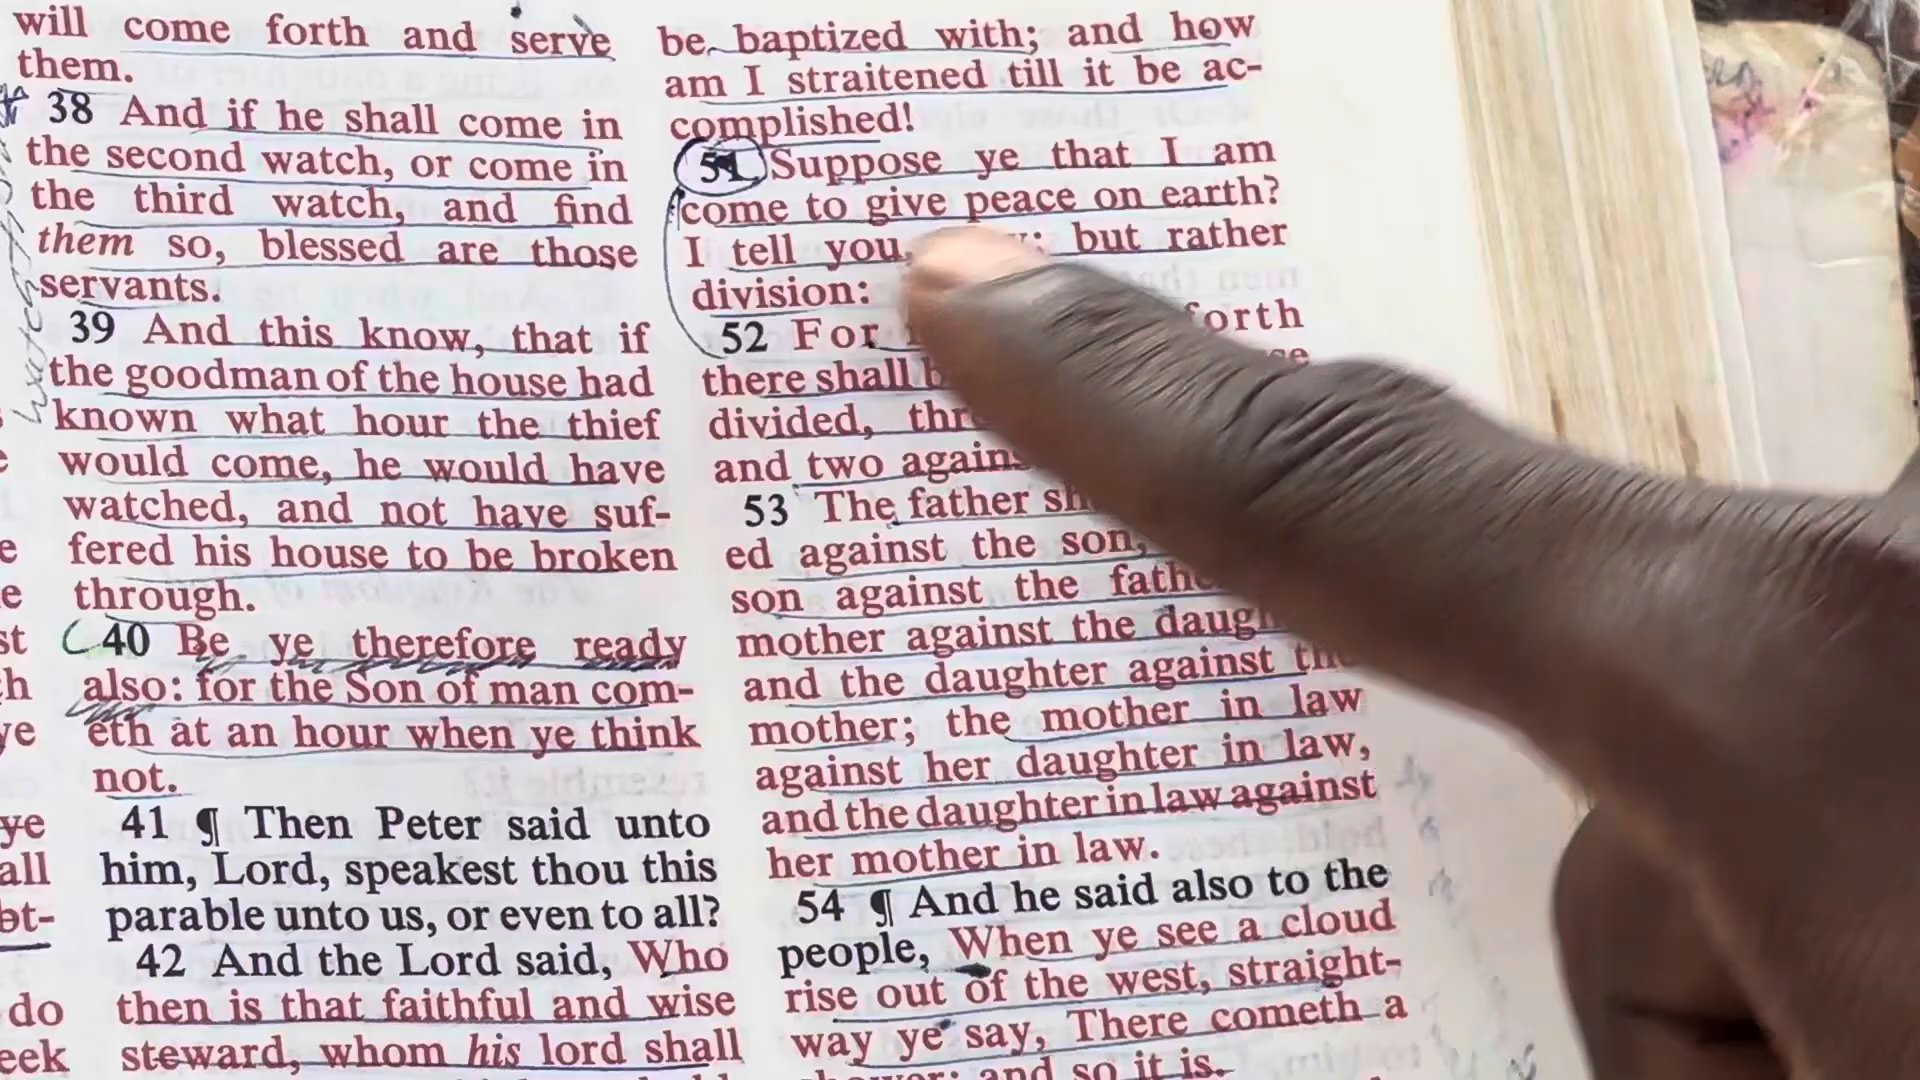 will come forth and serve
them.
38 And if he shall come in
the second watch, or come in
the third watch, and find
them so, blessed are those
servants.
39 And this know, that if
the goodman of the house had
known what hour the thief
would come, he would have
watched, and not have suf-
fered his house to be broken
through.
40 Be ye therefore ready
also: for the Son of man com-
eth at an hour when ye think
not.
41 ¶ Then Peter said unto
him, Lord, speakest thou this
parable unto us, or even to all?
42 And the Lord said, Who
then is that faithful and wise
steward, whom his lord shall
be baptized with; and how
am I straitened till it be ac-
complished!
51 Suppose ye that I am
come to give peace on earth?
I tell you, but rather
division:
52 For forth
there shall
divided,
and two
53 The father
ed against the son,
son against the
mother against the
and the daughter against
mother; the mother in law
against her daughter in law,
and the daughter in law against
her mother in law.
54 ¶ And he said also to the
people, When ye see a cloud
rise out of the west, straight-
way ye say, There cometh a
and so it is.
ye
all
do